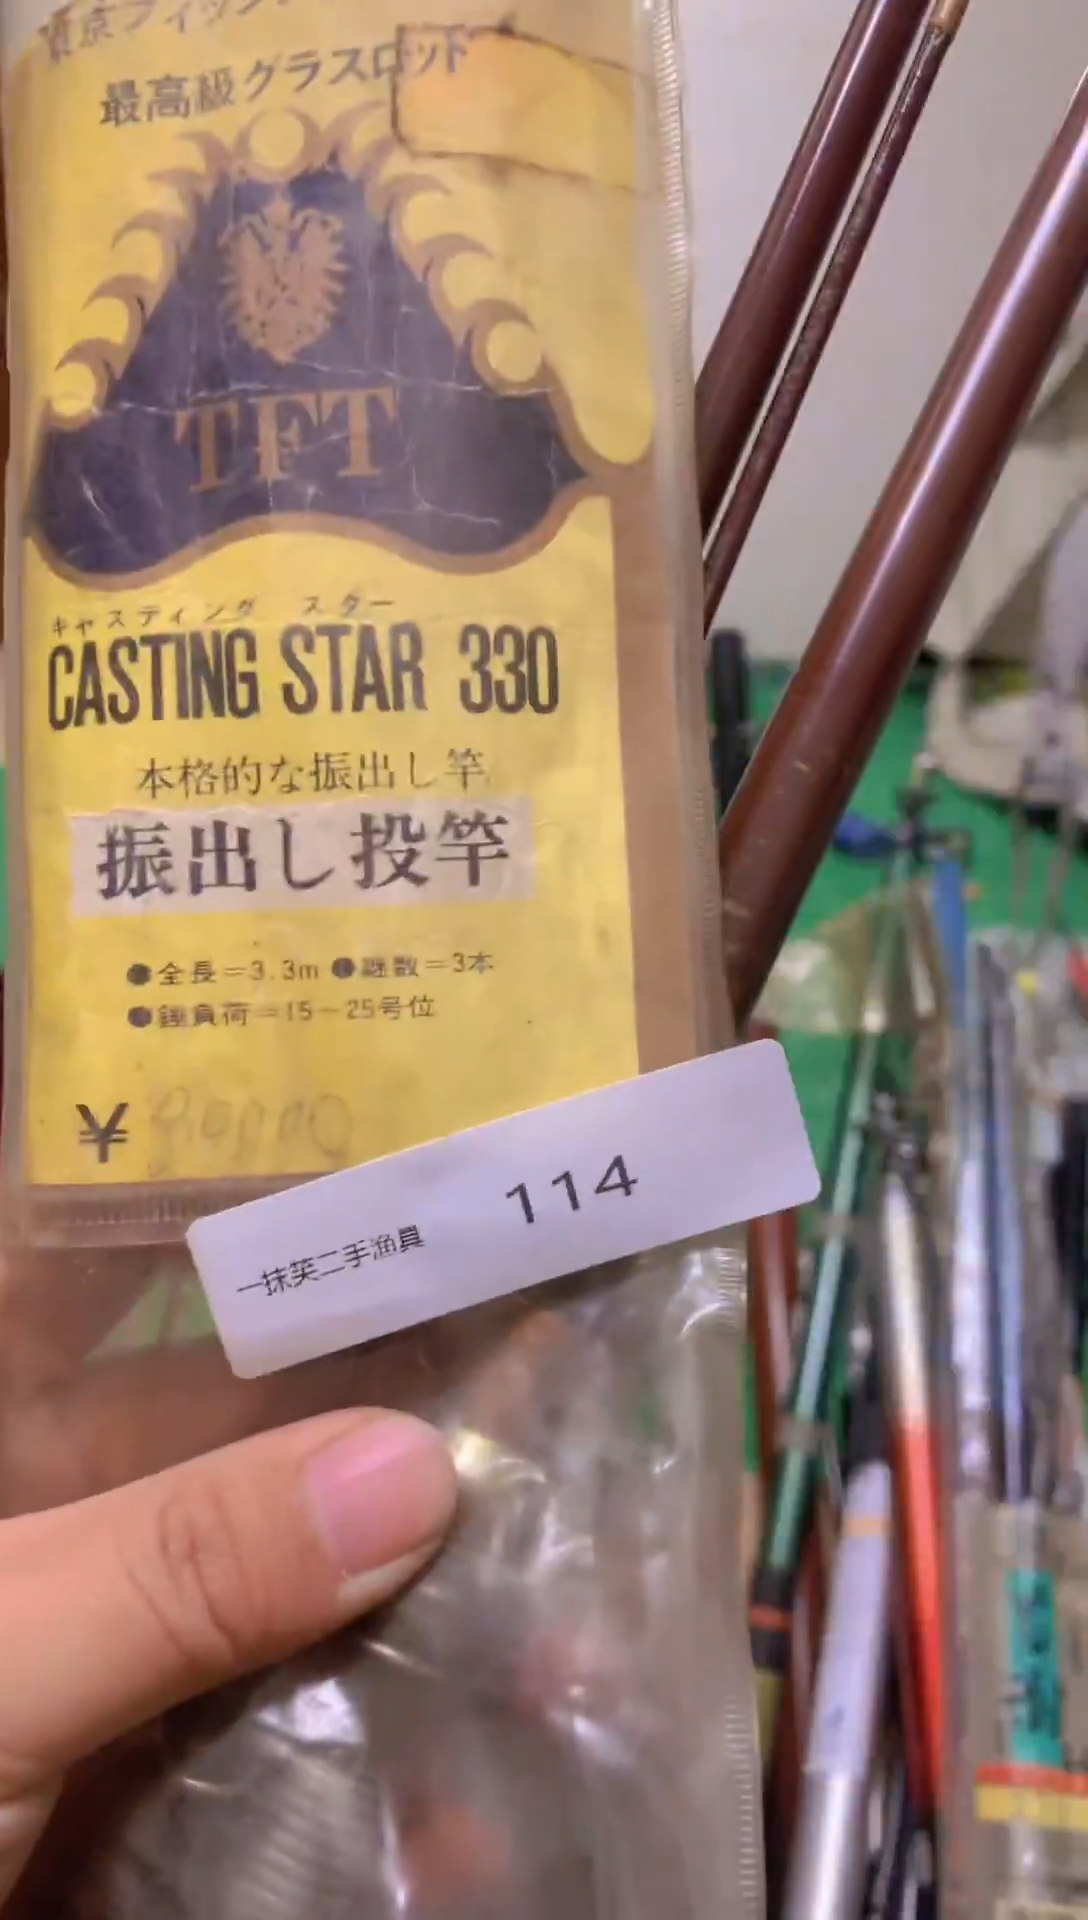 最高級グラスロッド
TFT
キャスティング スター
CASTING STAR 330
本格的な振出し竿
振出し投竿
●全長=3.3m ●継数=3本
●錘負荷=15~25号位
¥
114
一抹笑二手渔具